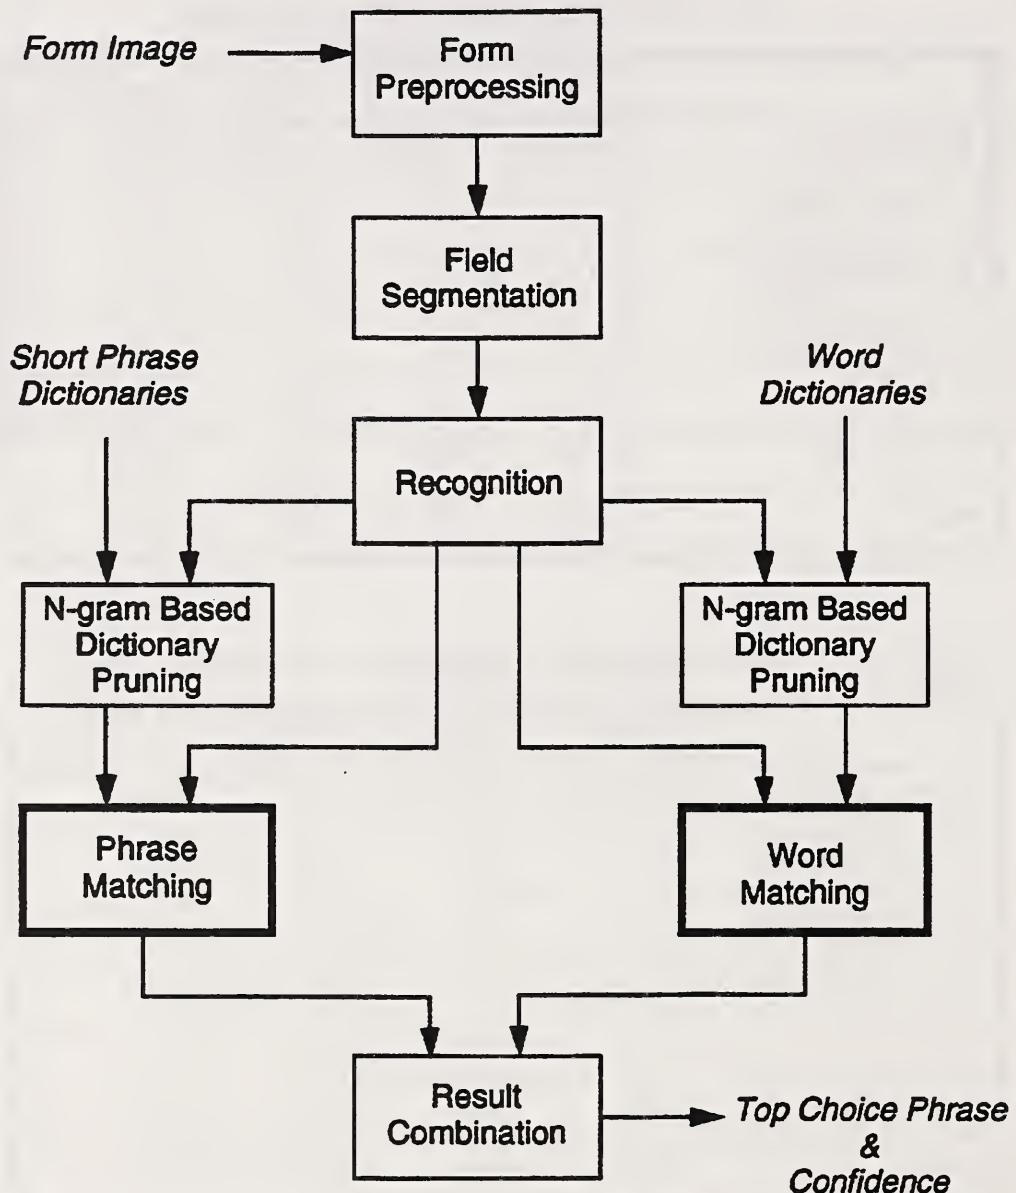 Form Image
Form
Preprocessing
Field
Segmentation
Short Phrase
Dictionaries
Word
Dictionaries
Recognition
N-gram Based
Dictionary
Pruning
N-gram Based
Dictionary
Pruning
Phrase
Matching
Word
Matching
Result
Combination
Top Choice Phrase
&
Confidence